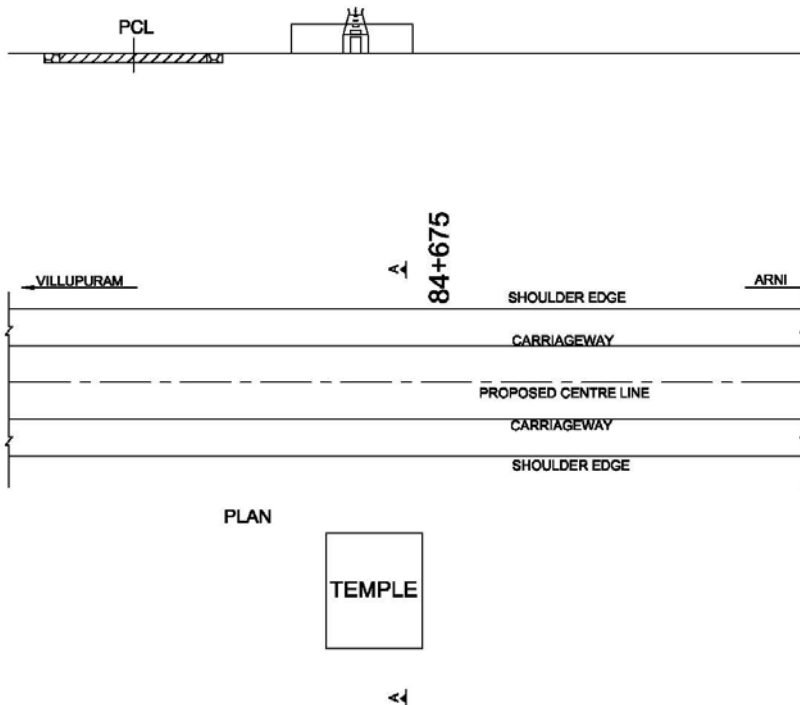 PCL
A
84+675
VILLUPURAM
ARNI
SHOULDER EDGE
CARRIAGEWAY
PROPOSED CENTRE LINE
CARRIAGEWAY
SHOULDER EDGE
PLAN
TEMPLE
A